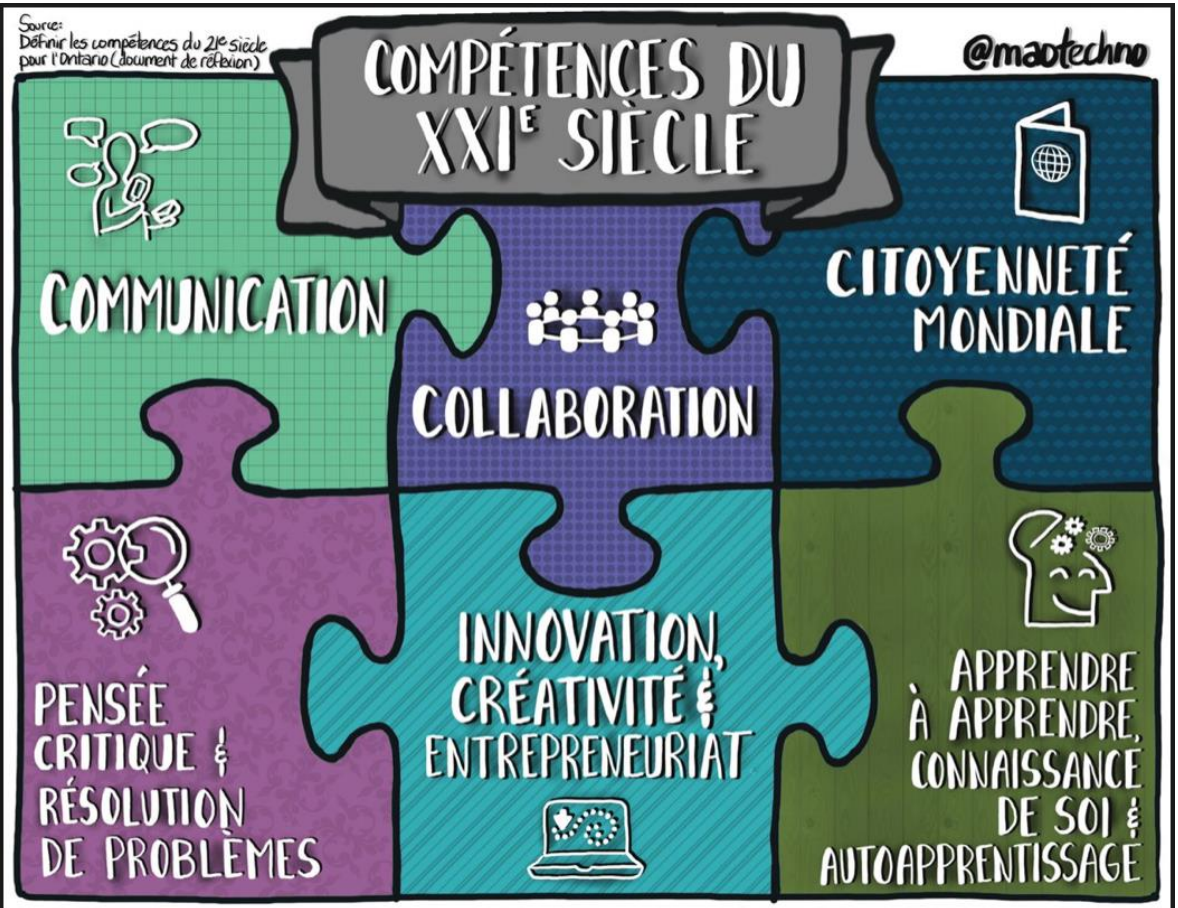 Source:
Définir les compétences du 21e siècle
pour l'Ontario (document de réflexion)
COMPÉTENCES DU
XXIE SIÈCLE
@maotechno
COMMUNICATION
COLLABORATION
CITOYENNETÉ
MONDIALE
PENSÉE
CRITIQUE &
RÉSOLUTION
DE PROBLÈMES
INNOVATION,
CRÉATIVITÉ &
ENTREPRENEURIAT
APPRENDRE
À APPRENDRE,
CONNAISSANCE
DE SOI &
AUTOAPPRENTISSAGE